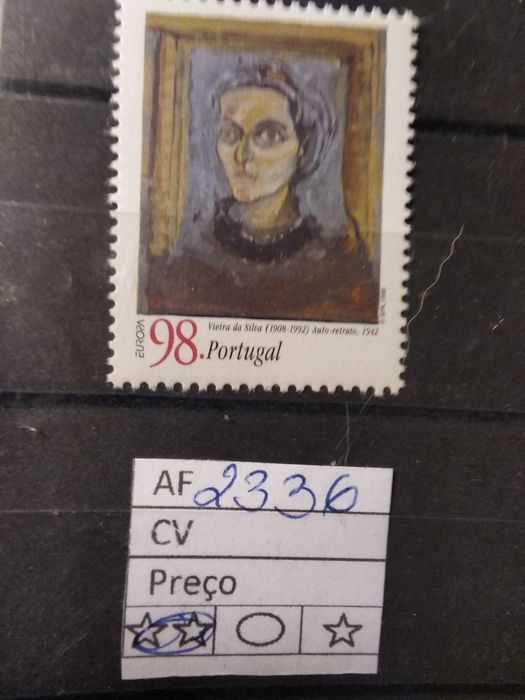 Vieira da Silva (1908-1992) Auto-retrato, 1942
EUROPA
98. Portugal
AF 2336
CV
Preço